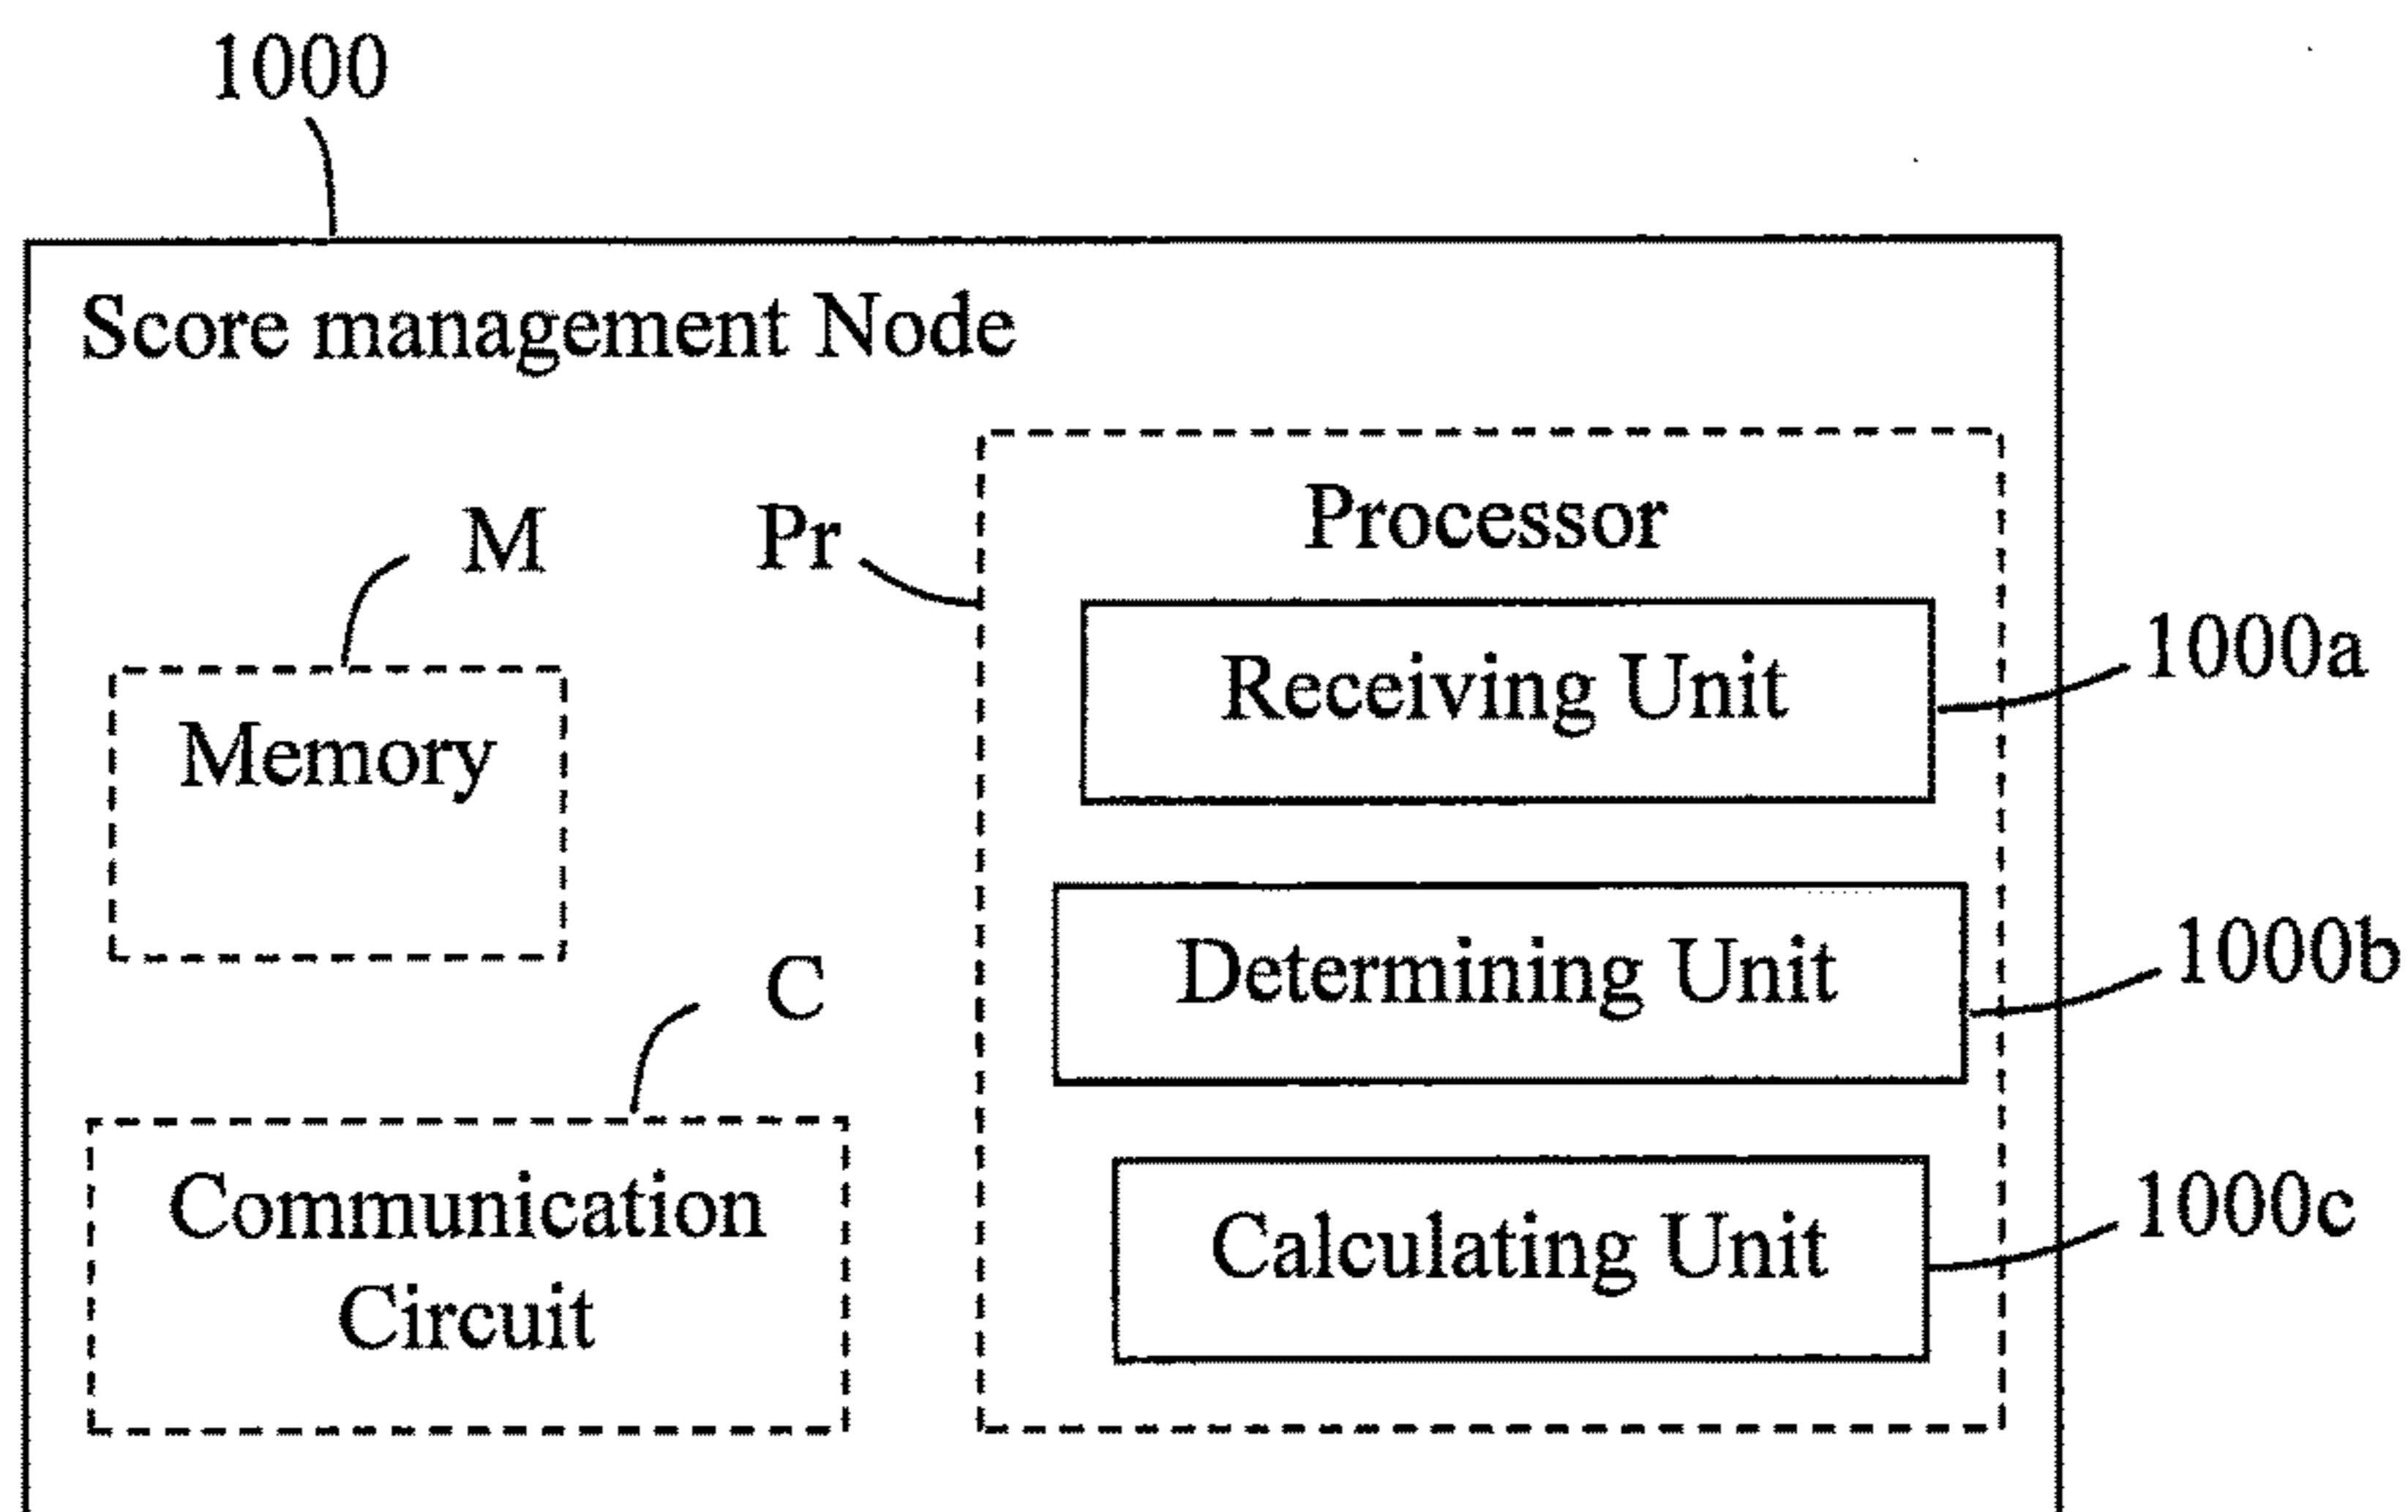 1000
Score management Node
M
Pr
Processor
Receiving Unit
1000a
Memory
Determining Unit
1000b
C
Communication
Circuit
Calculating Unit
1000c